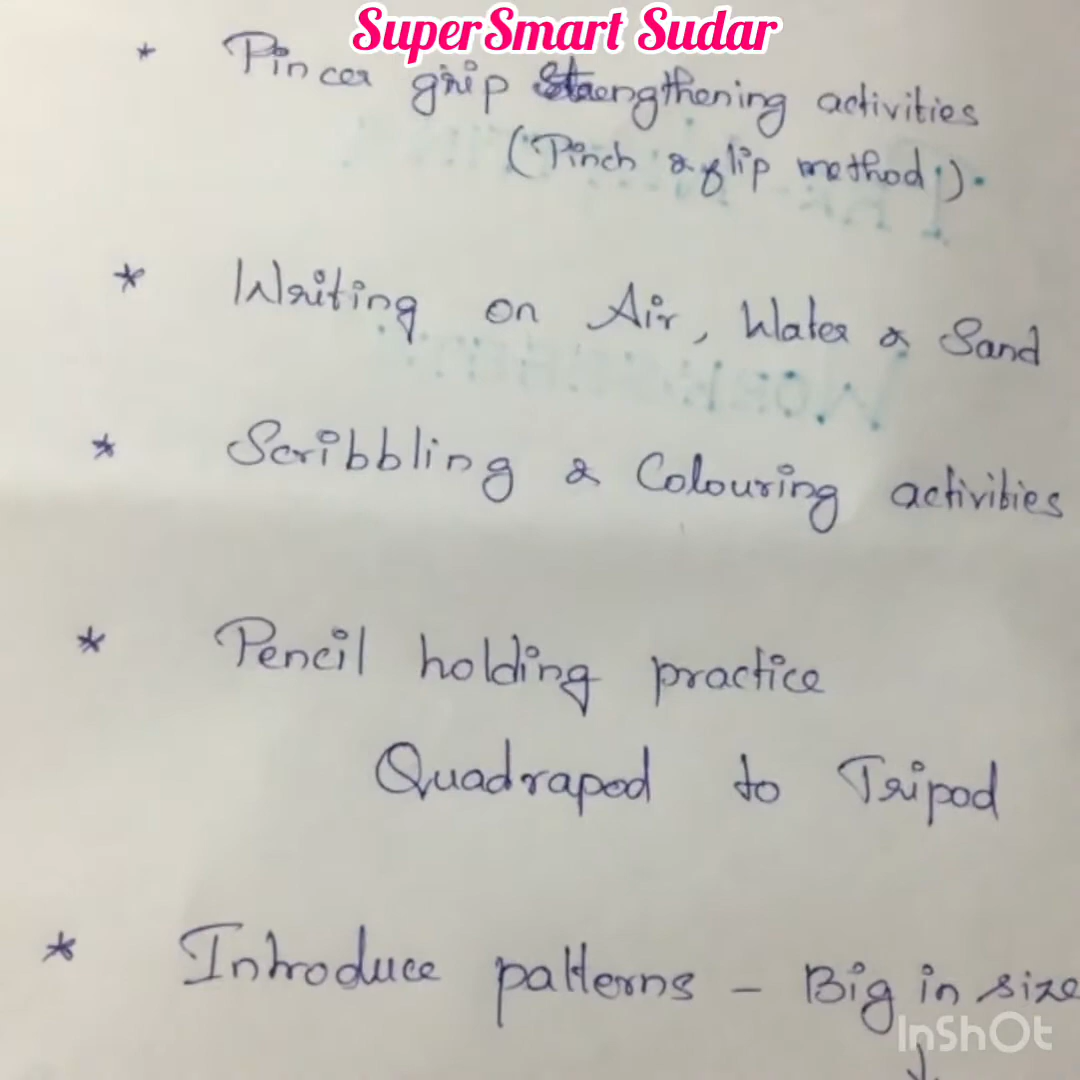 SuperSmart Sudar
* Pincer grip Strengthening activities
(Pinch & flip method).
* Writing on Air, Water & Sand
* Scribbling & Colouring activities
* Pencil holding practice
Quadrapod to Tripod
* Introduce patterns - Big in size
↓
InShOt